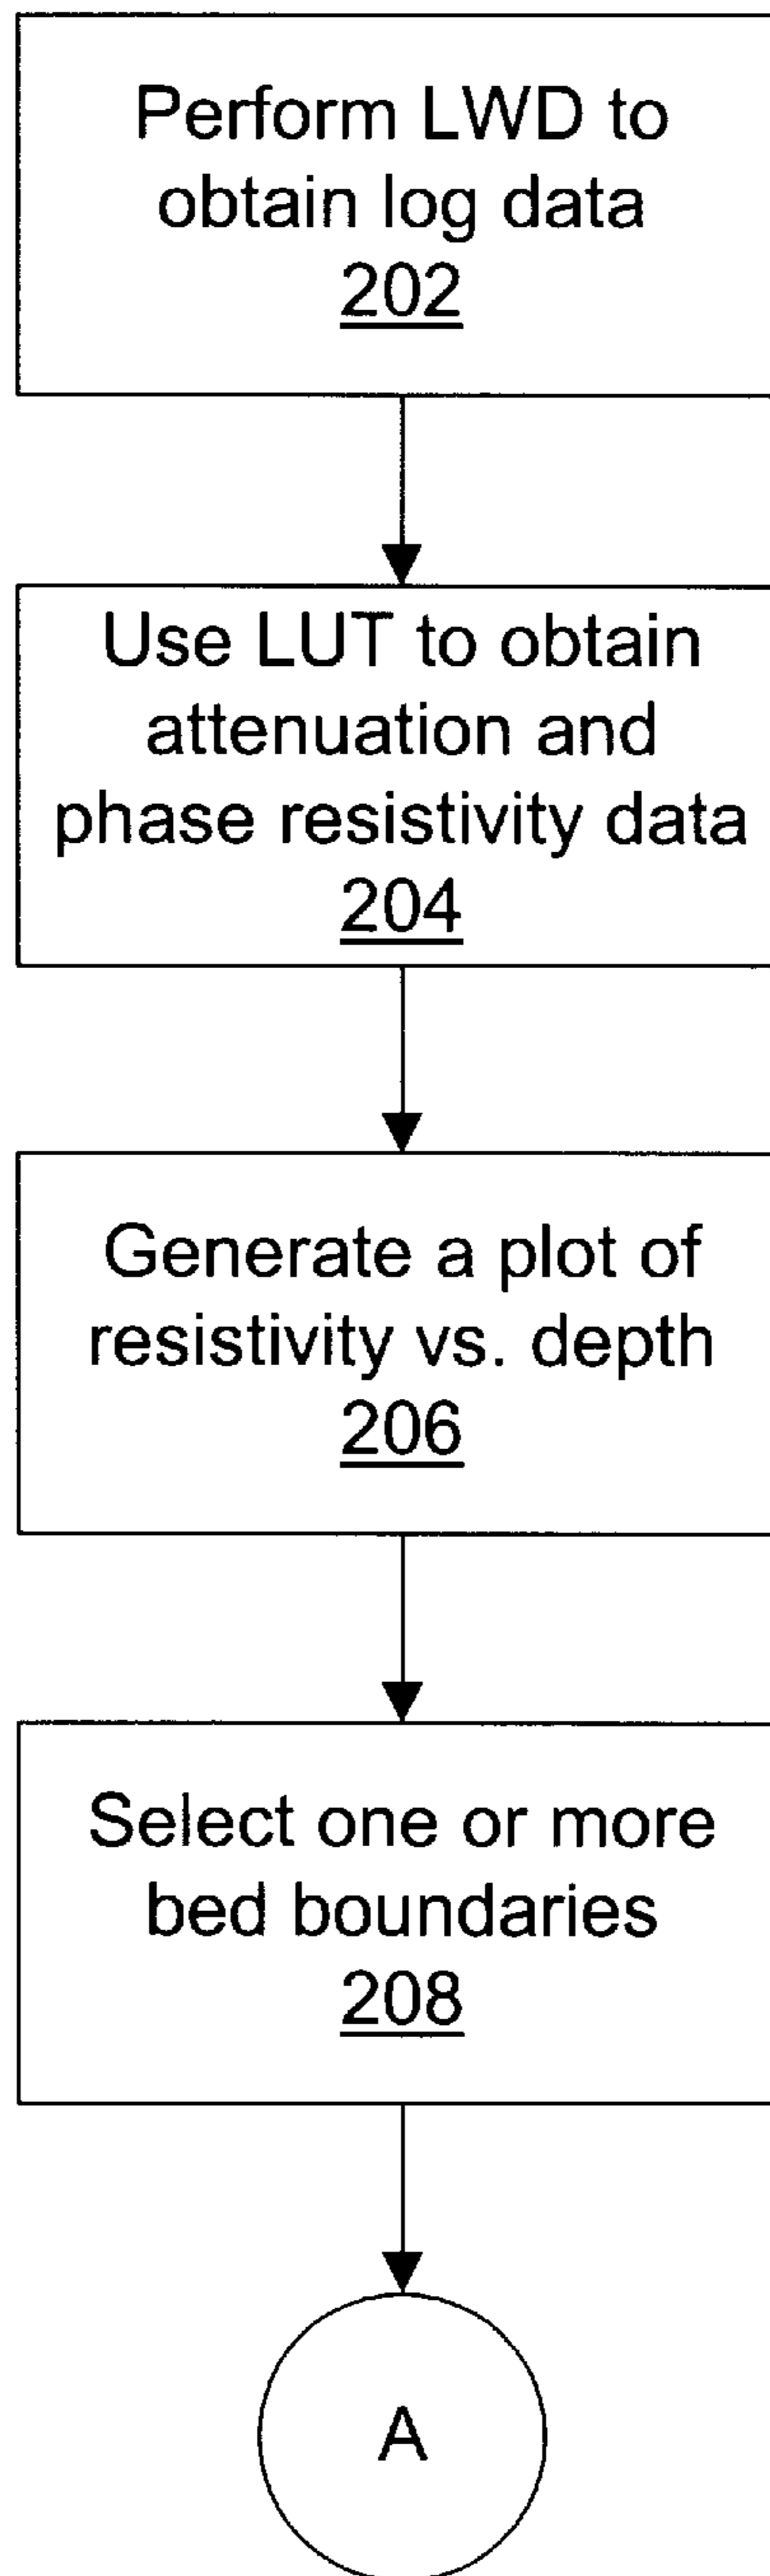 Perform LWD to
obtain log data
202
Use LUT to obtain
attenuation and
phase resistivity data
204
Generate a plot of
resistivity vs. depth
206
Select one or more
bed boundaries
208
A